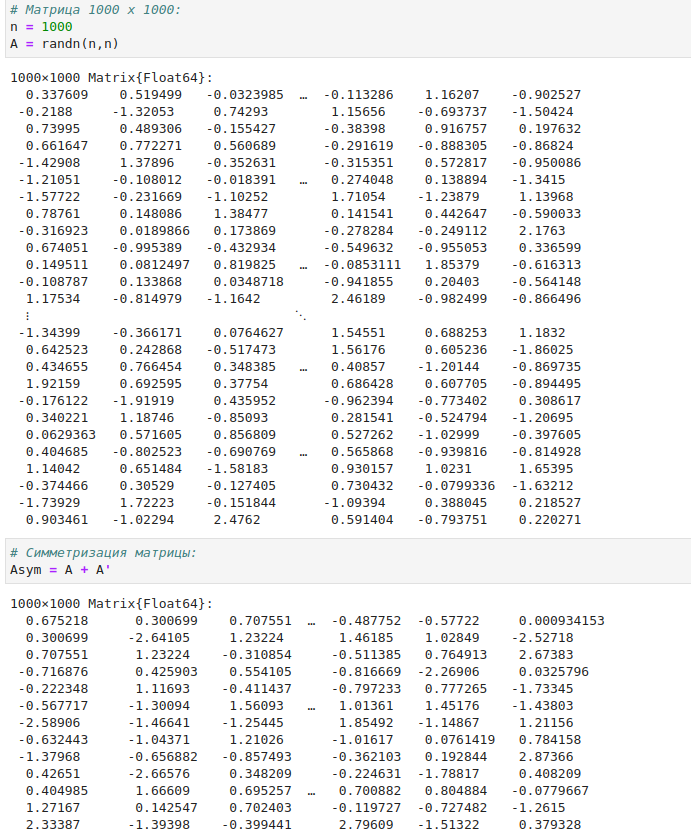 # Матрица 1000 x 1000:
n = 1000
A = randn(n,n)
1000×1000 Matrix{Float64}:
0.337609 0.519499 -0.0323985 … -0.113286 1.16207 -0.902527
-0.2188 -1.32053 0.74293 1.15656 -0.693737 -1.50424
0.73995 0.489306 -0.155427 -0.38398 0.916757 0.197632
0.661647 0.772271 0.560689 -0.291619 -0.888305 -0.86824
-1.42908 1.37896 -0.352631 -0.315351 0.572817 -0.950086
-1.21051 -0.108012 -0.018391 … 0.274048 0.138894 -1.3415
-1.57722 -0.231669 -1.10252 1.71054 -1.23879 1.13968
0.78761 0.148086 1.38477 0.141541 0.442647 -0.590033
-0.316923 0.0189866 0.173869 -0.278284 -0.249112 2.1763
0.674051 -0.995389 -0.432934 -0.549632 -0.955053 0.336599
0.149511 0.0812497 0.819825 … -0.0853111 1.85379 -0.616313
-0.108787 0.133868 0.0348718 -0.941855 0.20403 -0.564148
1.17534 -0.814979 -1.1642 2.46189 -0.982499 -0.866496
⋮ ⋱
-1.34399 -0.366171 0.0764627 1.54551 0.688253 1.1832
0.642523 0.242868 -0.517473 1.56176 0.605236 -1.86025
0.434655 0.766454 0.348385 … 0.40857 -1.20144 -0.869735
1.92159 0.692595 0.37754 0.686428 0.607705 -0.894495
-0.176122 -1.91919 0.435952 -0.962394 -0.773402 0.308617
0.340221 1.18746 -0.85093 0.281541 -0.524794 -1.20695
0.0629363 0.571605 0.856809 0.527262 -1.02999 -0.397605
0.404685 -0.802523 -0.690769 … 0.565868 -0.939816 -0.814928
1.14042 0.651484 -1.58183 0.930157 1.0231 1.65395
-0.374466 0.30529 -0.127405 0.730432 -0.0799336 -1.63212
-1.73929 1.72223 -0.151844 -1.09394 0.388045 0.218527
0.903461 -1.02294 2.4762 0.591404 -0.793751 0.220271
# Симметризация матрицы:
Asym = A + A'
1000×1000 Matrix{Float64}:
0.675218 0.300699 0.707551 … -0.487752 -0.57722 0.000934153
0.300699 -2.64105 1.23224 1.46185 1.02849 -2.52718
0.707551 1.23224 -0.310854 -0.511385 0.764913 2.67383
-0.716876 0.425903 0.554105 -0.816669 -2.26906 0.0325796
-0.222348 1.11693 -0.411437 -0.797233 0.777265 -1.73345
-0.567717 -1.30094 1.56093 … 1.01361 1.45176 -1.43803
-2.58906 -1.46641 -1.25445 1.85492 -1.14867 1.21156
-0.632443 -1.04371 1.21026 -1.01617 0.0761419 0.784158
-1.37968 -0.656882 -0.857493 -0.362103 0.192844 2.87366
0.42651 -2.66576 0.348209 -0.224631 -1.78817 0.408209
0.404985 1.66609 0.695257 … 0.700882 0.804884 -0.0779667
1.27167 0.142547 0.702403 -0.119727 -0.727482 -1.2615
2.33387 -1.39398 -0.399441 2.79609 -1.51322 0.379328